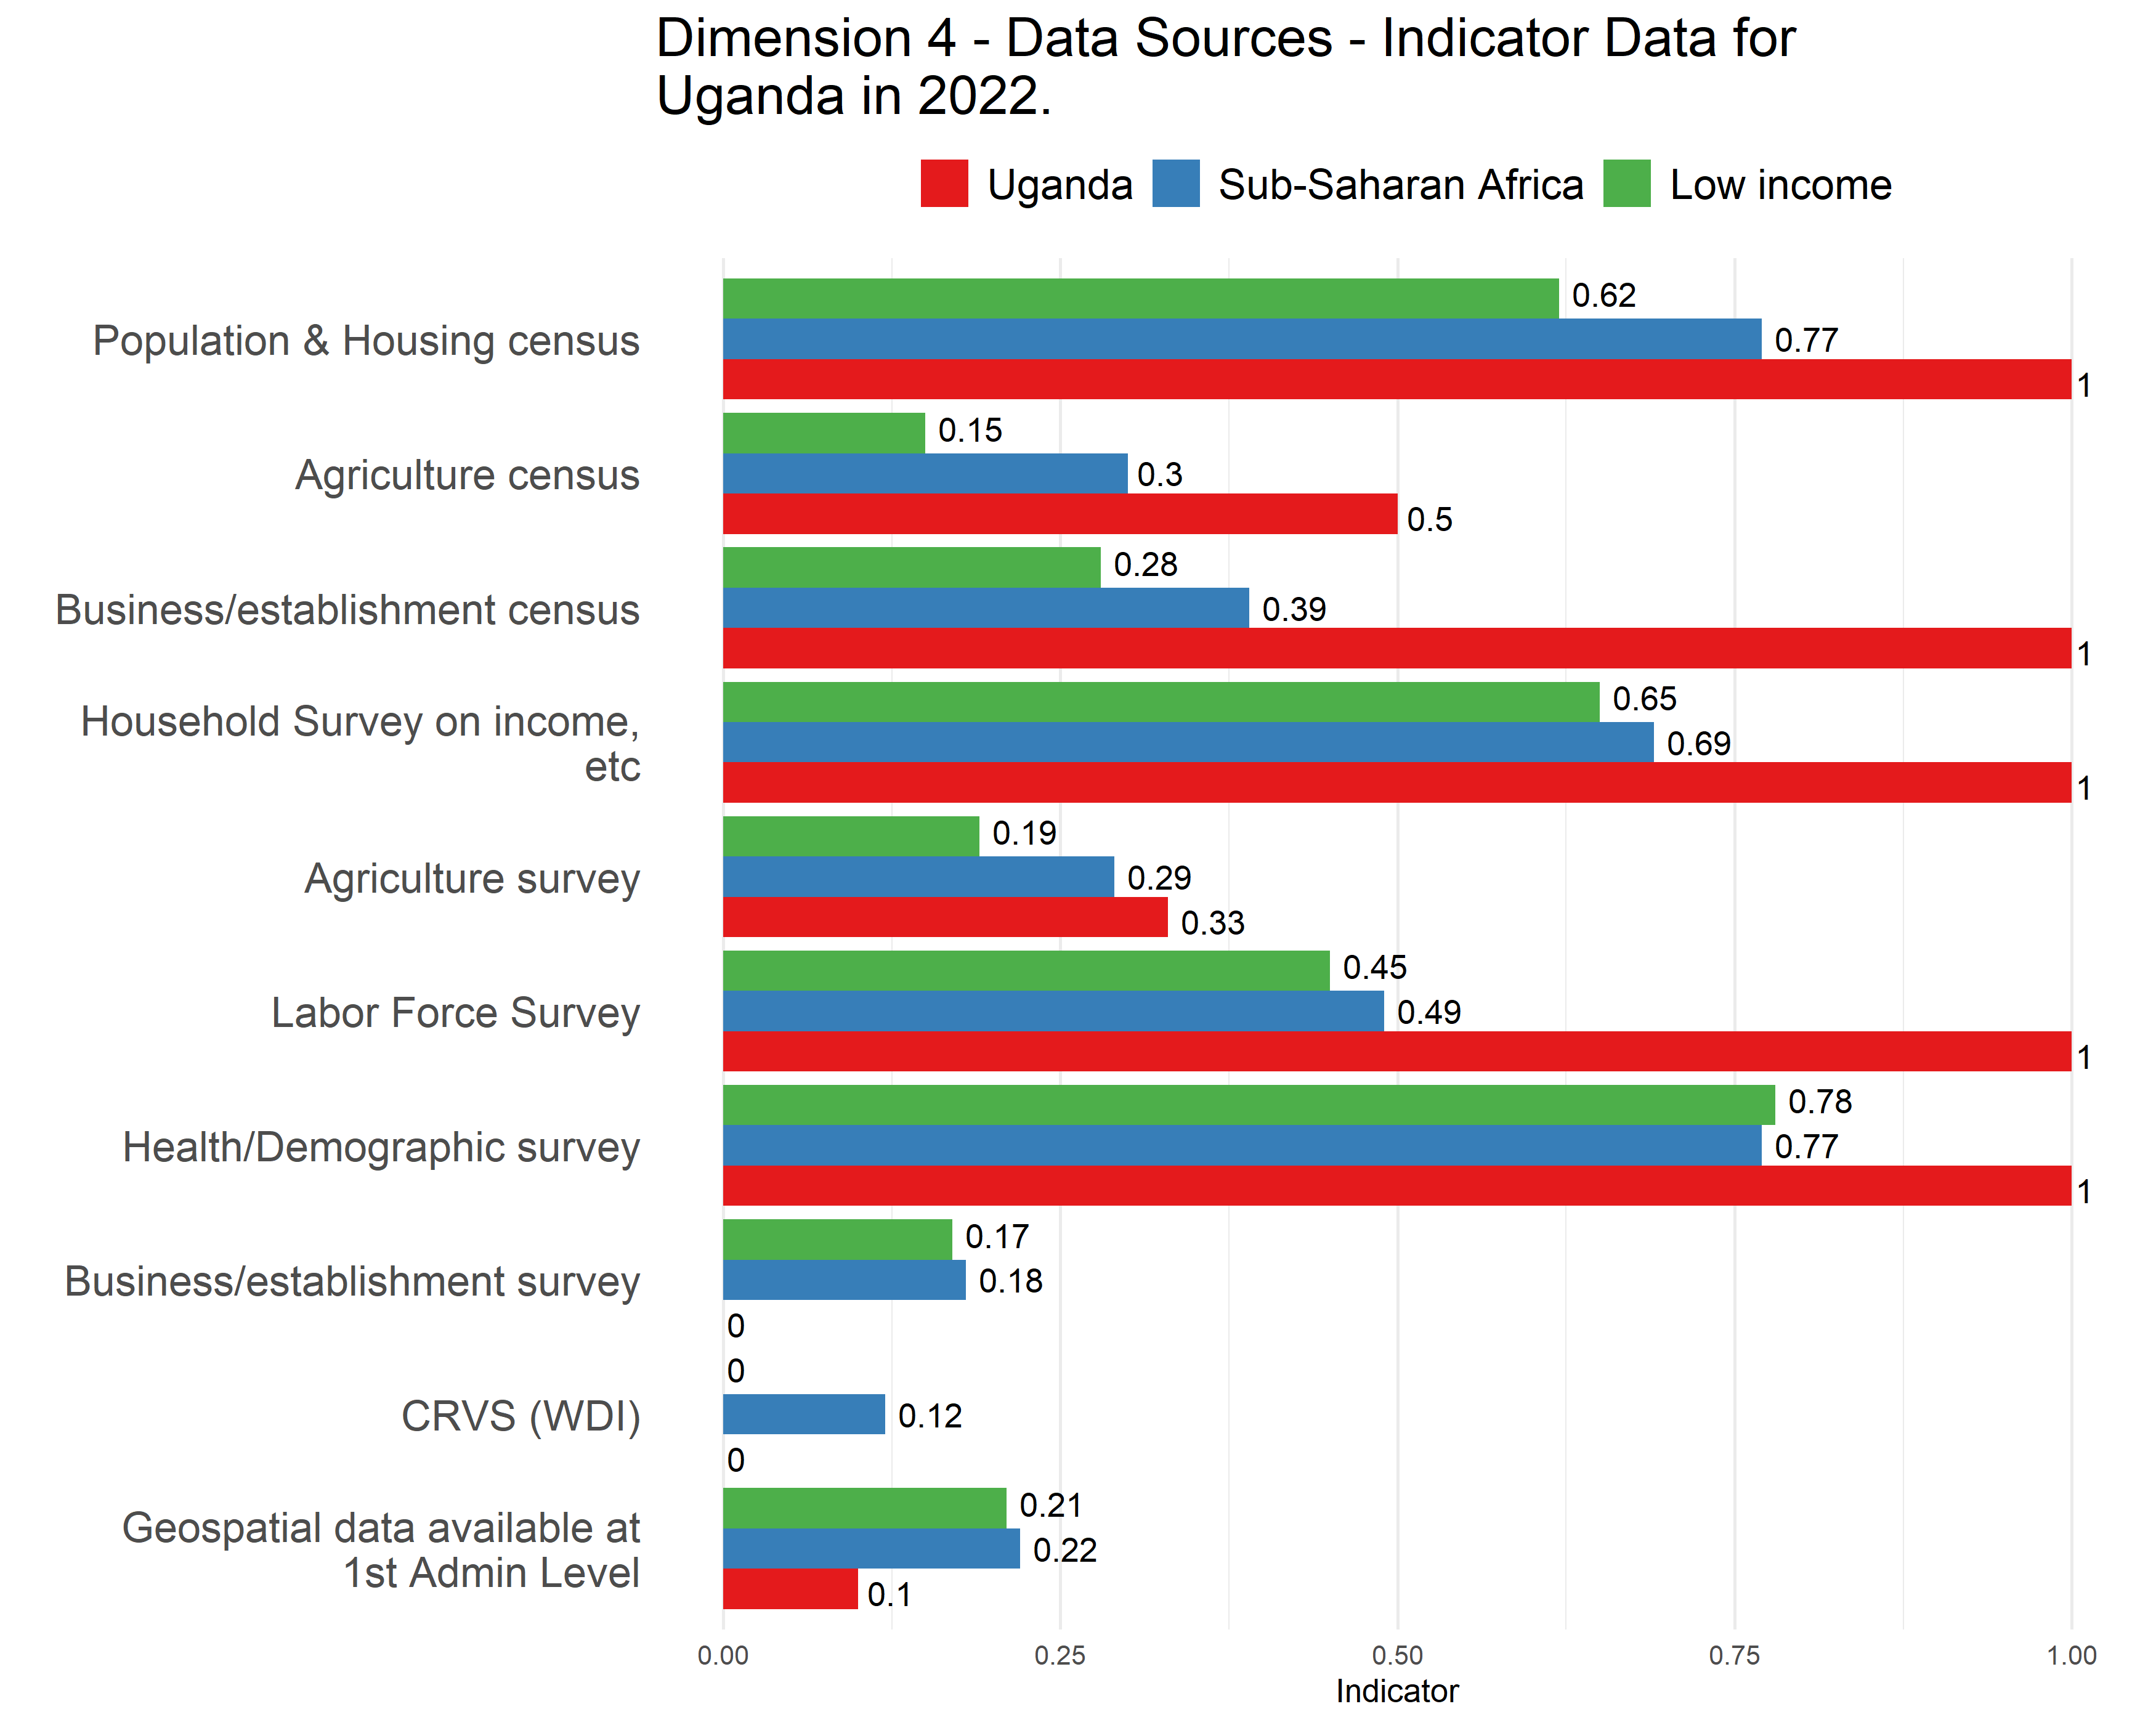 Dimension 4 - Data Sources - Indicator Data for
Uganda in 2022.
Uganda
Sub-Saharan Africa
Low income
Population & Housing census
0.62
0.77
1
Agriculture census
0.15
0.3
0.5
Business/establishment census
0.28
0.39
1
Household Survey on income,
etc
0.65
0.69
1
Agriculture survey
0.19
0.29
0.33
Labor Force Survey
0.45
0.49
1
Health/Demographic survey
0.78
0.77
1
Business/establishment survey
0.17
0.18
0
CRVS (WDI)
0
0.12
0
Geospatial data available at
1st Admin Level
0.21
0.22
0.1
0.00
0.25
0.50
0.75
1.00
Indicator